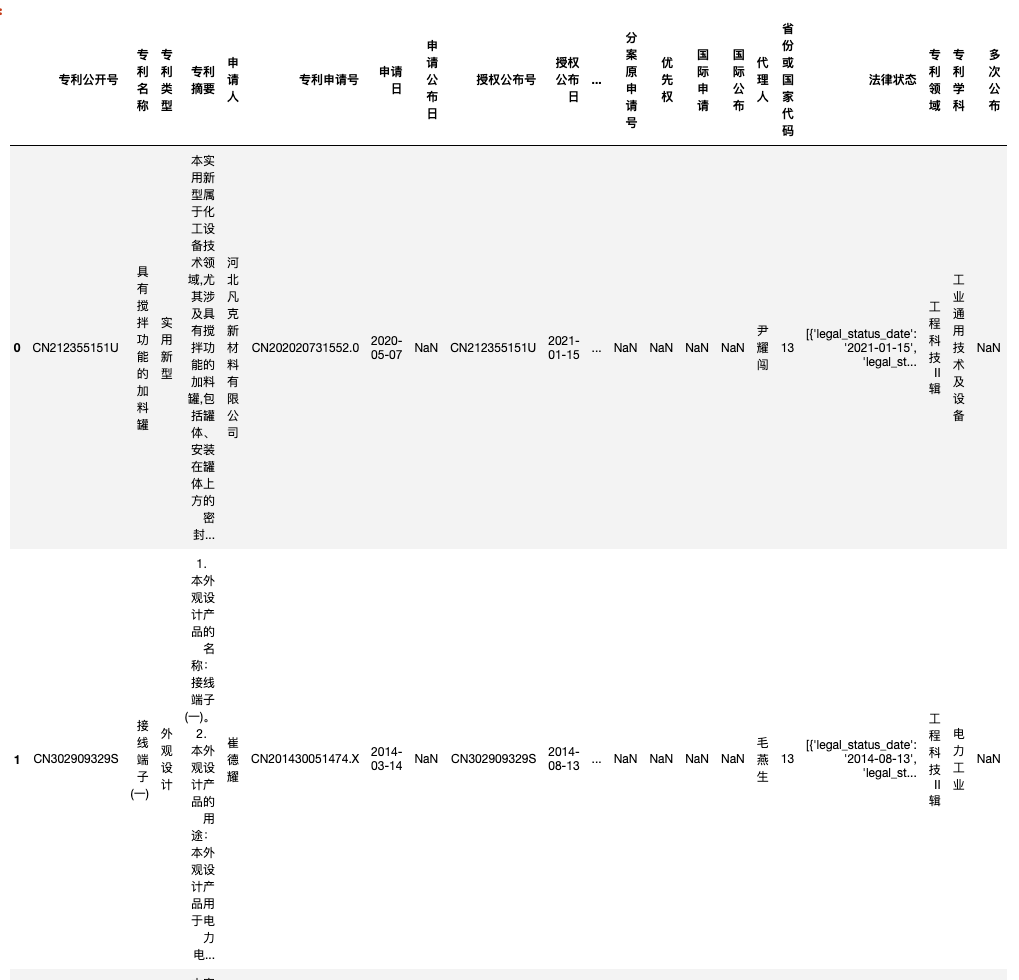 专利公开号 专利名称 专利类型 专利摘要 申请人 专利申请号 申请日 申请公布日 授权公布号 授权公布日 ... 分案原申请号 优先权 国际申请 国际公布 代理人 省份或国家代码 法律状态 专利领域 专利学科 多次公布
0 CN212355151U 具有搅拌功能的加料罐 实用新型 本实用新型属于化工设备技术领域,尤其涉及具有搅拌功能的加料罐,包括罐体、安装在罐体上方的密封... 河北凡克新材料有限公司 CN202020731552.0 2020-05-07 NaN CN212355151U 2021-01-15 ... NaN NaN NaN NaN 尹耀闯 13 [{'legal_status_date': '2021-01-15', 'legal_st... 工程科技Ⅱ辑 工业通用技术及设备 NaN
1 CN302909329S 接线端子(一) 外观设计 1. 本外观设计产品的名称：接线端子(一)。2. 本外观设计产品的用途：本外观设计产品用于电力电... 崔德耀 CN201430051474.X 2014-03-14 NaN CN302909329S 2014-08-13 ... NaN NaN NaN NaN 毛燕生 13 [{'legal_status_date': '2014-08-13', 'legal_st... 工程科技Ⅱ辑 电力工业 NaN